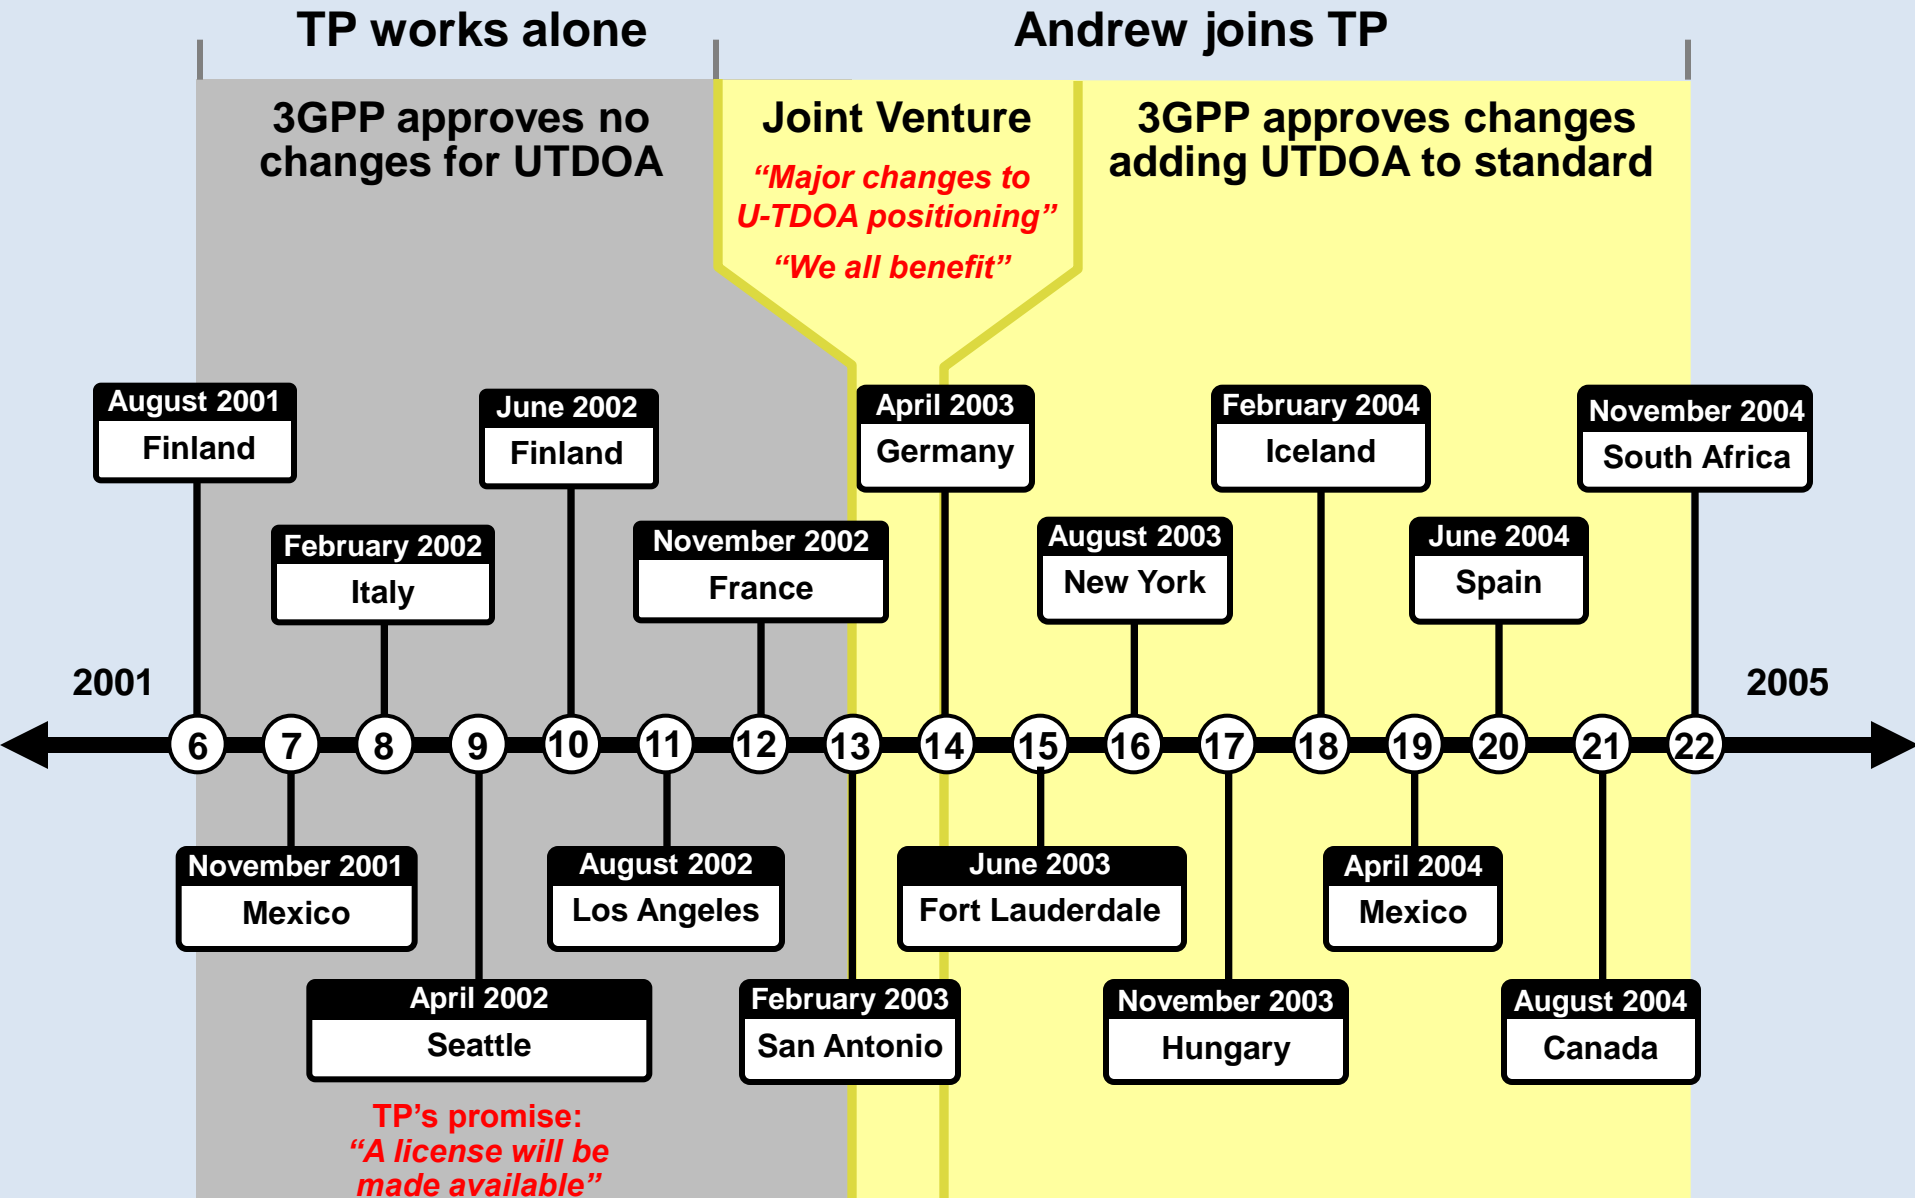 TP works alone
Andrew joins TP
3GPP approves no
changes for UTDOA
Joint Venture
“Major changes to
U-TDOA positioning”
“We all benefit”
3GPP approves changes
adding UTDOA to standard
August 2001
Finland
June 2002
Finland
April 2003
Germany
February 2004
Iceland
November 2004
South Africa
February 2002
Italy
November 2002
France
August 2003
New York
June 2004
Spain
2001
2005
6 7 8 9 10 11 12 13 14 15 16 17 18 19 20 21 22
November 2001
Mexico
August 2002
Los Angeles
June 2003
Fort Lauderdale
April 2004
Mexico
April 2002
Seattle
February 2003
San Antonio
November 2003
Hungary
August 2004
Canada
TP’s promise:
“A license will be
made available”